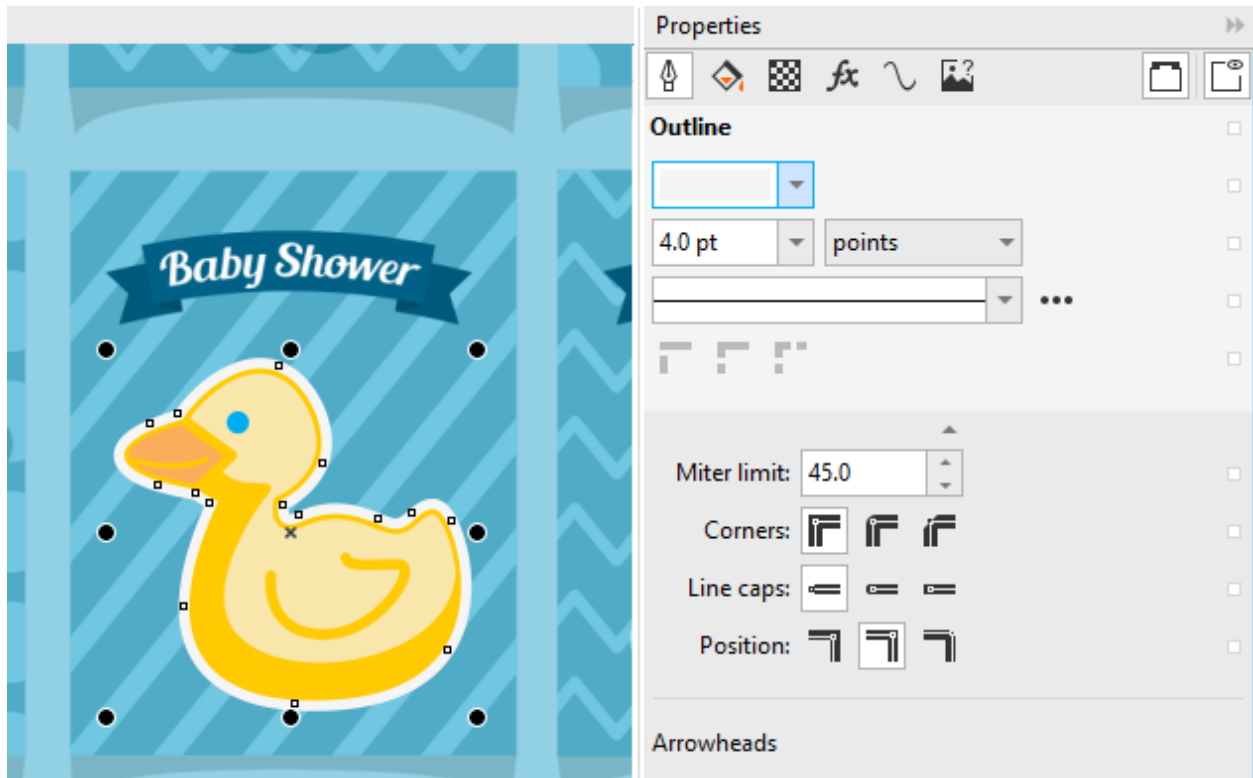 Properties
Outline
4.0 pt points
Baby Shower
Miter limit: 45.0
Corners:
Line caps:
Position:
Arrowheads